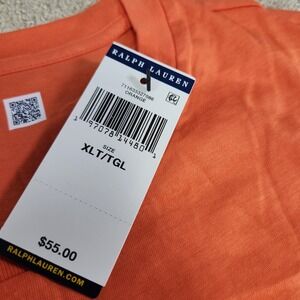 RALPH LAUREN
ORANGE
SIZE
XLT/TGL
$55.00
RALPHLAUREN.COM